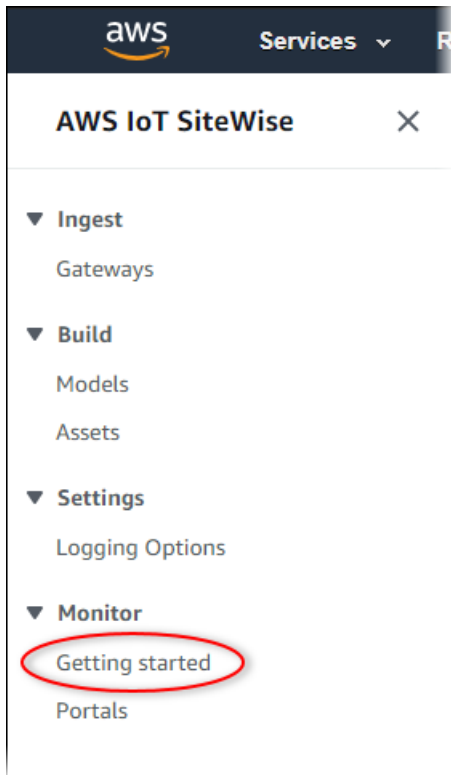 aws Services
AWS IoT SiteWise
Ingest
Gateways
Build
Models
Assets
Settings
Logging Options
Monitor
Getting started
Portals